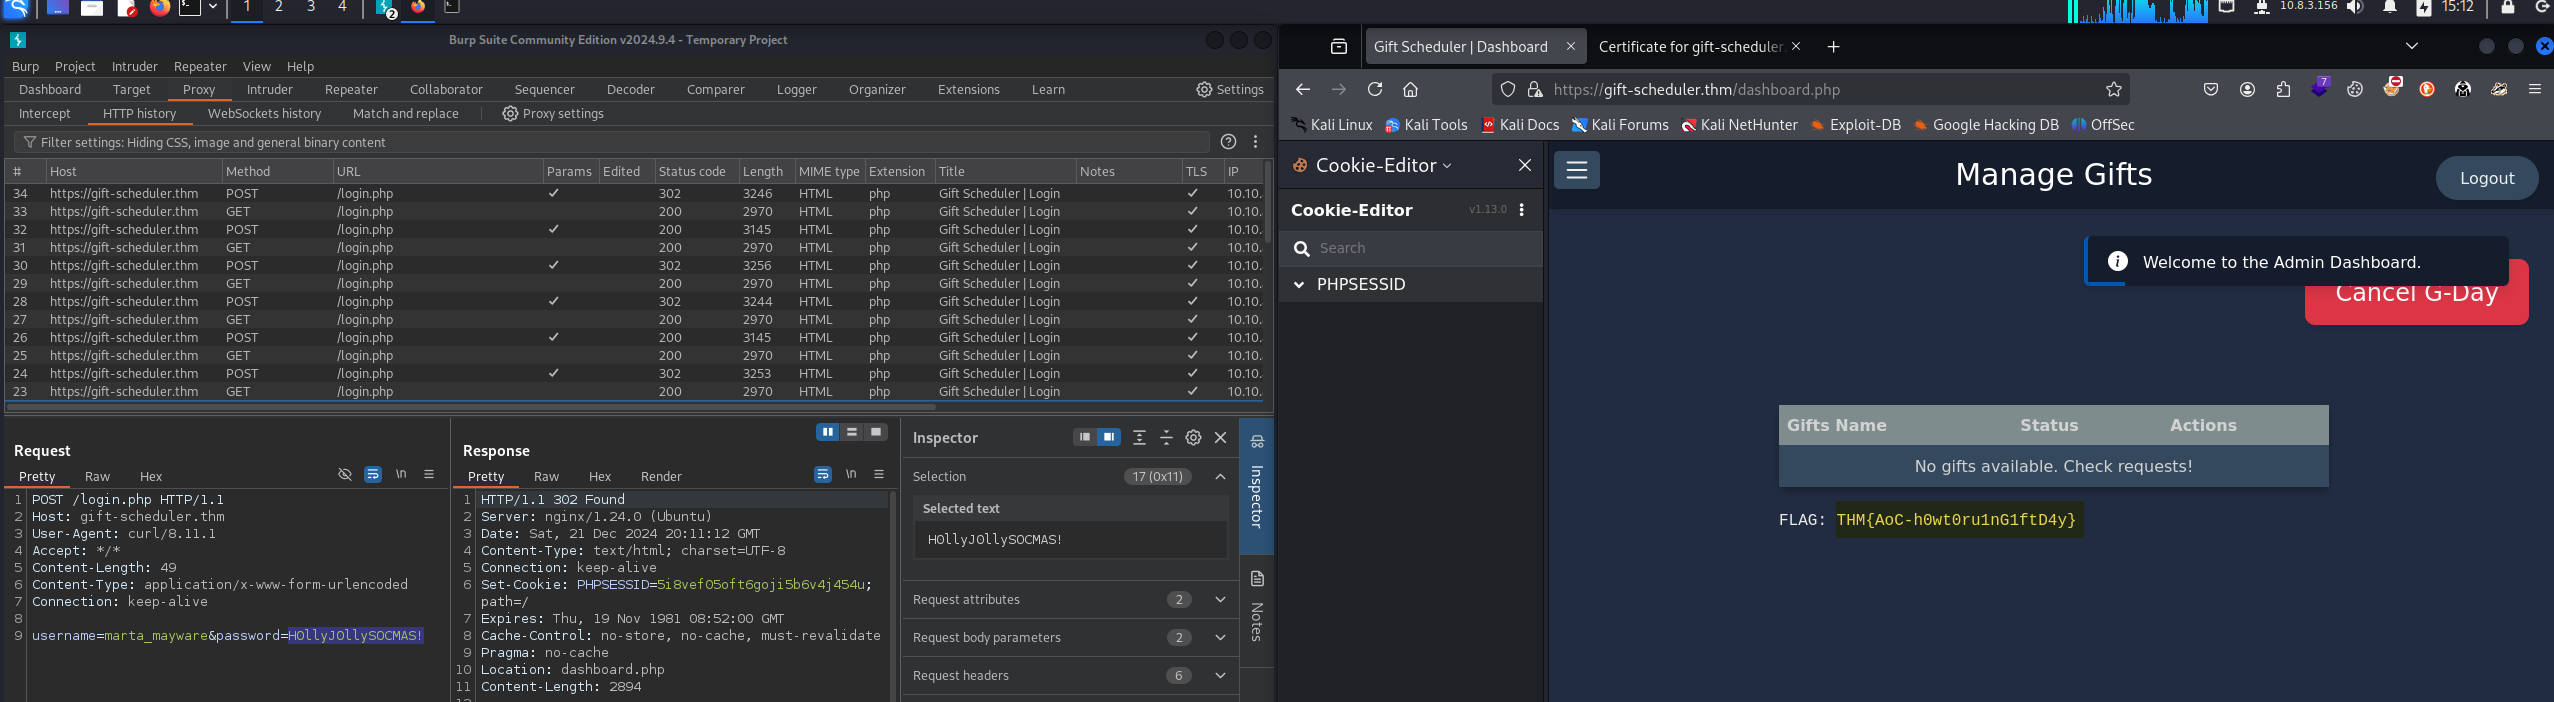 1 2 3 4 2 10.8.3.156 15:12
Burp Suite Community Edition v2024.9.4 - Temporary Project
Burp Project Intruder Repeater View Help
Dashboard Target Proxy Intruder Repeater Collaborator Sequencer Decoder Comparer Logger Organizer Extensions Learn Settings
Intercept HTTP history WebSockets history Match and replace Proxy settings
Filter settings: Hiding CSS, image and general binary content
# Host Method URL Params Edited Status code Length MIME type Extension Title Notes TLS IP
34 https://gift-scheduler.thm POST /login.php ✓ 302 3246 HTML php Gift Scheduler | Login ✓ 10.10.
33 https://gift-scheduler.thm GET /login.php 200 2970 HTML php Gift Scheduler | Login ✓ 10.10.
32 https://gift-scheduler.thm POST /login.php ✓ 200 3145 HTML php Gift Scheduler | Login ✓ 10.10.
31 https://gift-scheduler.thm GET /login.php 200 2970 HTML php Gift Scheduler | Login ✓ 10.10.
30 https://gift-scheduler.thm POST /login.php ✓ 302 3256 HTML php Gift Scheduler | Login ✓ 10.10.
29 https://gift-scheduler.thm GET /login.php 200 2970 HTML php Gift Scheduler | Login ✓ 10.10.
28 https://gift-scheduler.thm POST /login.php ✓ 302 3244 HTML php Gift Scheduler | Login ✓ 10.10.
27 https://gift-scheduler.thm GET /login.php 200 2970 HTML php Gift Scheduler | Login ✓ 10.10.
26 https://gift-scheduler.thm POST /login.php ✓ 200 3145 HTML php Gift Scheduler | Login ✓ 10.10.
25 https://gift-scheduler.thm GET /login.php 200 2970 HTML php Gift Scheduler | Login ✓ 10.10.
24 https://gift-scheduler.thm POST /login.php ✓ 302 3253 HTML php Gift Scheduler | Login ✓ 10.10.
23 https://gift-scheduler.thm GET /login.php 200 2970 HTML php Gift Scheduler | Login ✓ 10.10.
Request
Pretty Raw Hex \n
1 POST /login.php HTTP/1.1
2 Host: gift-scheduler.thm
3 User-Agent: curl/8.11.1
4 Accept: */*
5 Content-Length: 49
6 Content-Type: application/x-www-form-urlencoded
7 Connection: keep-alive
8
9 username=marta_mayware&password=H0llyJ0llySOCMAS!
Response
Pretty Raw Hex Render \n
1 HTTP/1.1 302 Found
2 Server: nginx/1.24.0 (Ubuntu)
3 Date: Sat, 21 Dec 2024 20:11:12 GMT
4 Content-Type: text/html; charset=UTF-8
5 Connection: keep-alive
6 Set-Cookie: PHPSESSID=5i8vef05oft6goji5b6v4j454u;
path=/
7 Expires: Thu, 19 Nov 1981 08:52:00 GMT
8 Cache-Control: no-store, no-cache, must-revalidate
9 Pragma: no-cache
10 Location: dashboard.php
11 Content-Length: 2894
Inspector
Selection 17 (0x11)
Selected text
H0llyJ0llySOCMAS!
Request attributes 2
Request body parameters 2
Request headers 6
Inspector
Notes
Gift Scheduler | Dashboard Certificate for gift-scheduler.
https://gift-scheduler.thm/dashboard.php 7
Kali Linux Kali Tools Kali Docs Kali Forums Kali NetHunter Exploit-DB Google Hacking DB OffSec
Cookie-Editor
Cookie-Editor v1.13.0
Search
PHPSESSID
Manage Gifts
Logout
Welcome to the Admin Dashboard.
Cancel G-Day
Gifts Name Status Actions
No gifts available. Check requests!
FLAG: THM{AoC-h0wt0ru1nG1ftD4y}